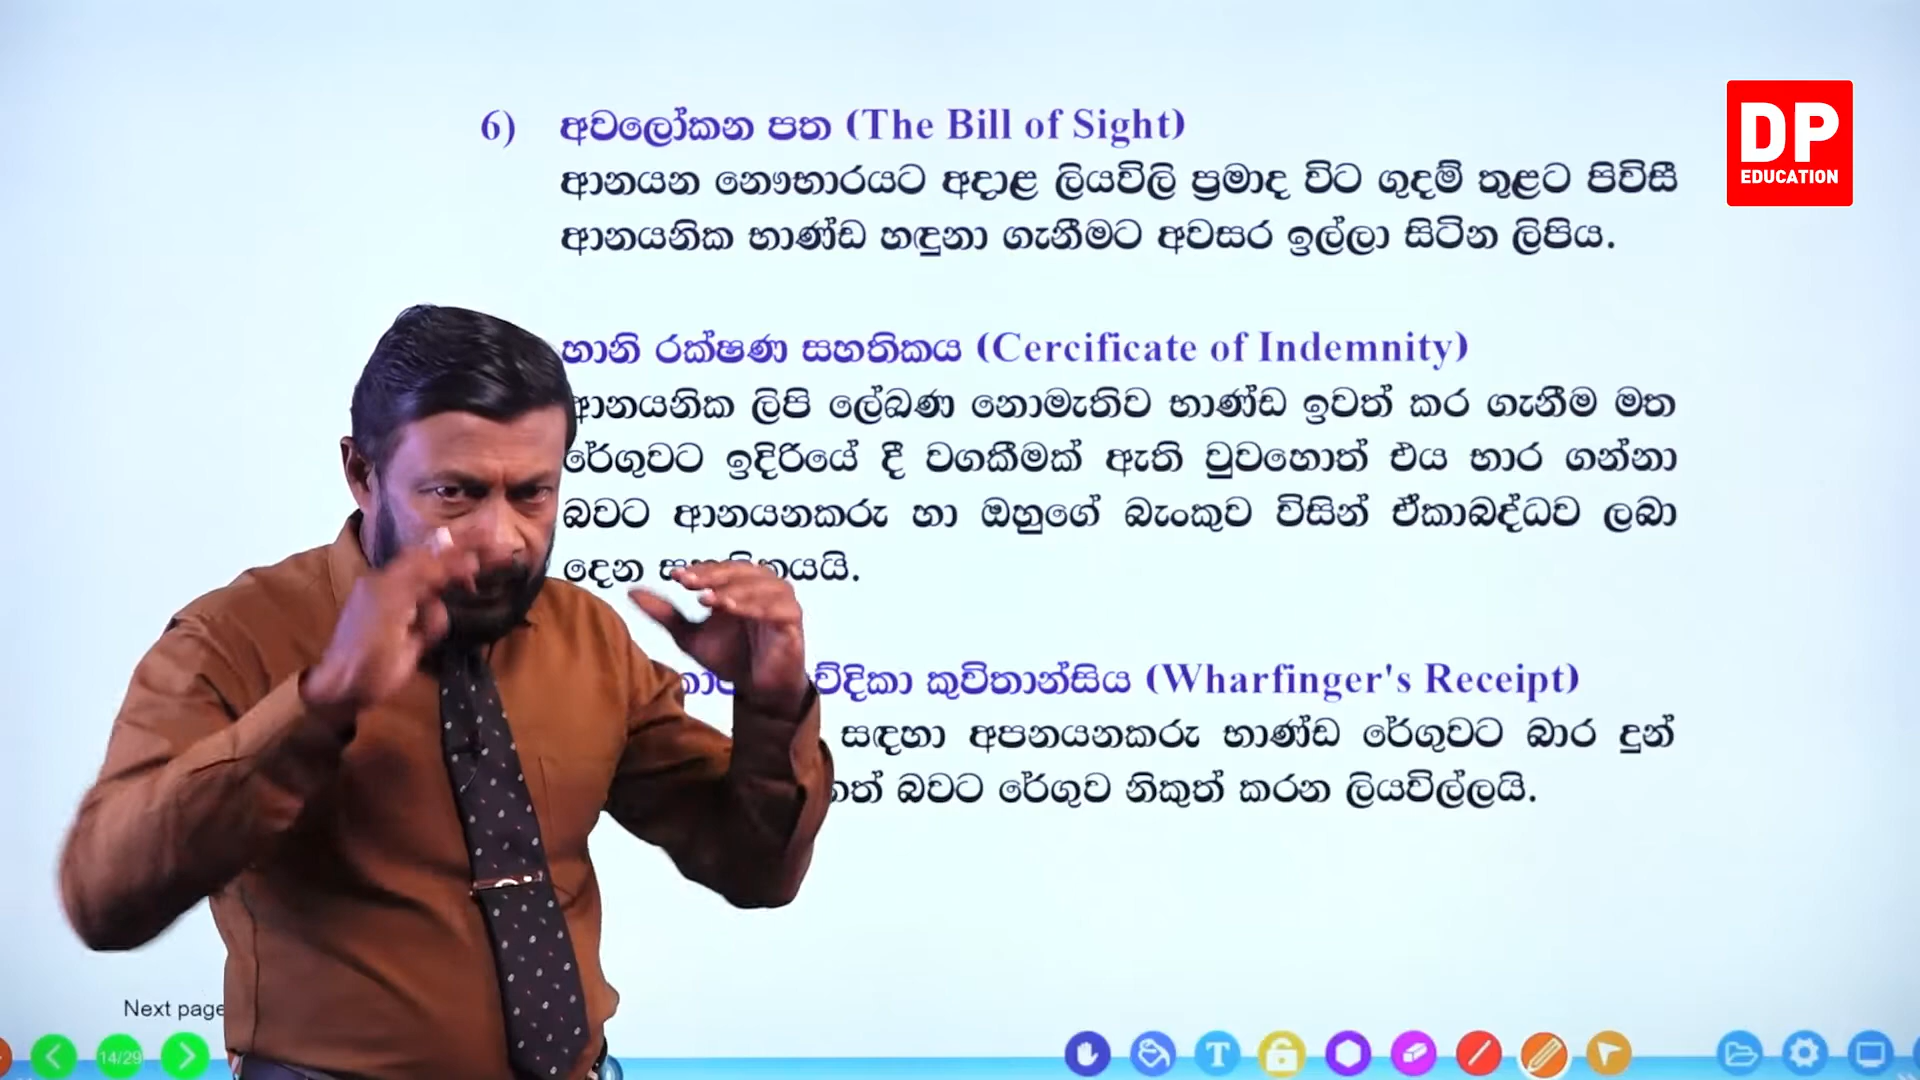 DP
EDUCATION
6) අවලෝකන පත (The Bill of Sight)
ආනයන නෞභාරයට අදාළ ලියවිලි ප්‍රමාද විට ගුදම් තුළට පිවිසී
ආනයනික භාණ්ඩ හඳුනා ගැනීමට අවසර ඉල්ලා සිටින ලිපිය.
හානි රක්ෂණ සහතිකය (Cercificate of Indemnity)
ආනයනික ලිපි ලේඛණ නොමැතිව භාණ්ඩ ඉවත් කර ගැනීම මත
රේගුවට ඉදිරියේ දී වගකීමක් ඇති වුවහොත් එය භාර ගන්නා
බවට ආනයනකරු හා ඔහුගේ බැංකුව විසින් ඒකාබද්ධව ලබා
දෙන
කුවිතාන්සිය (Wharfinger's Receipt)
සඳහා අපනයනකරු භාණ්ඩ රේගුවට බාර දුන්
බවට රේගුව නිකුත් කරන ලියවිල්ලයි.
Next page
14/29